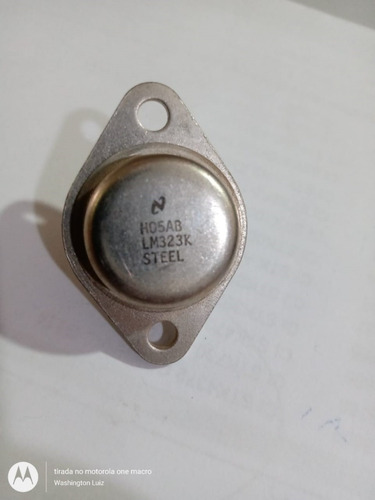 H05AB
LM323K
STEEL
tirada no motorola one macro
Washington Luiz